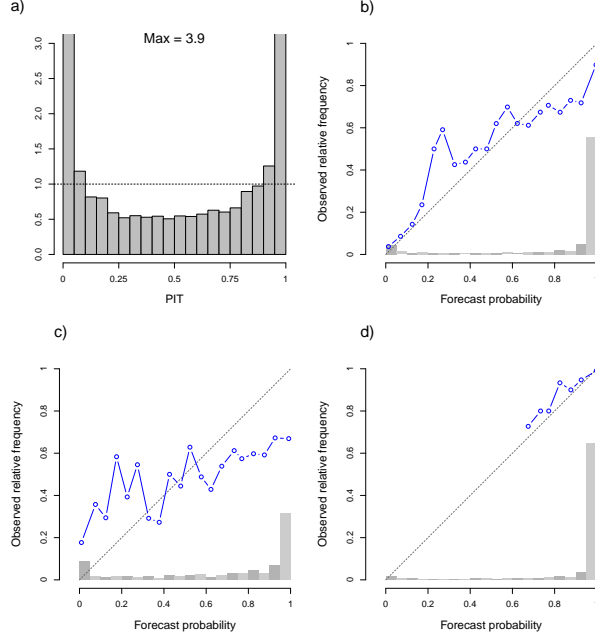 a)
Max = 3.9
0.0 0.5 1.0 1.5 2.0 2.5 3.0
0 0.25 0.5 0.75 1
PIT
b)
Observed relative frequency
0 0.2 0.4 0.6 0.8 1
0 0.2 0.4 0.6 0.8 1
Forecast probability
c)
Observed relative frequency
0 0.2 0.4 0.6 0.8 1
0 0.2 0.4 0.6 0.8 1
Forecast probability
d)
Observed relative frequency
0 0.2 0.4 0.6 0.8 1
0 0.2 0.4 0.6 0.8 1
Forecast probability